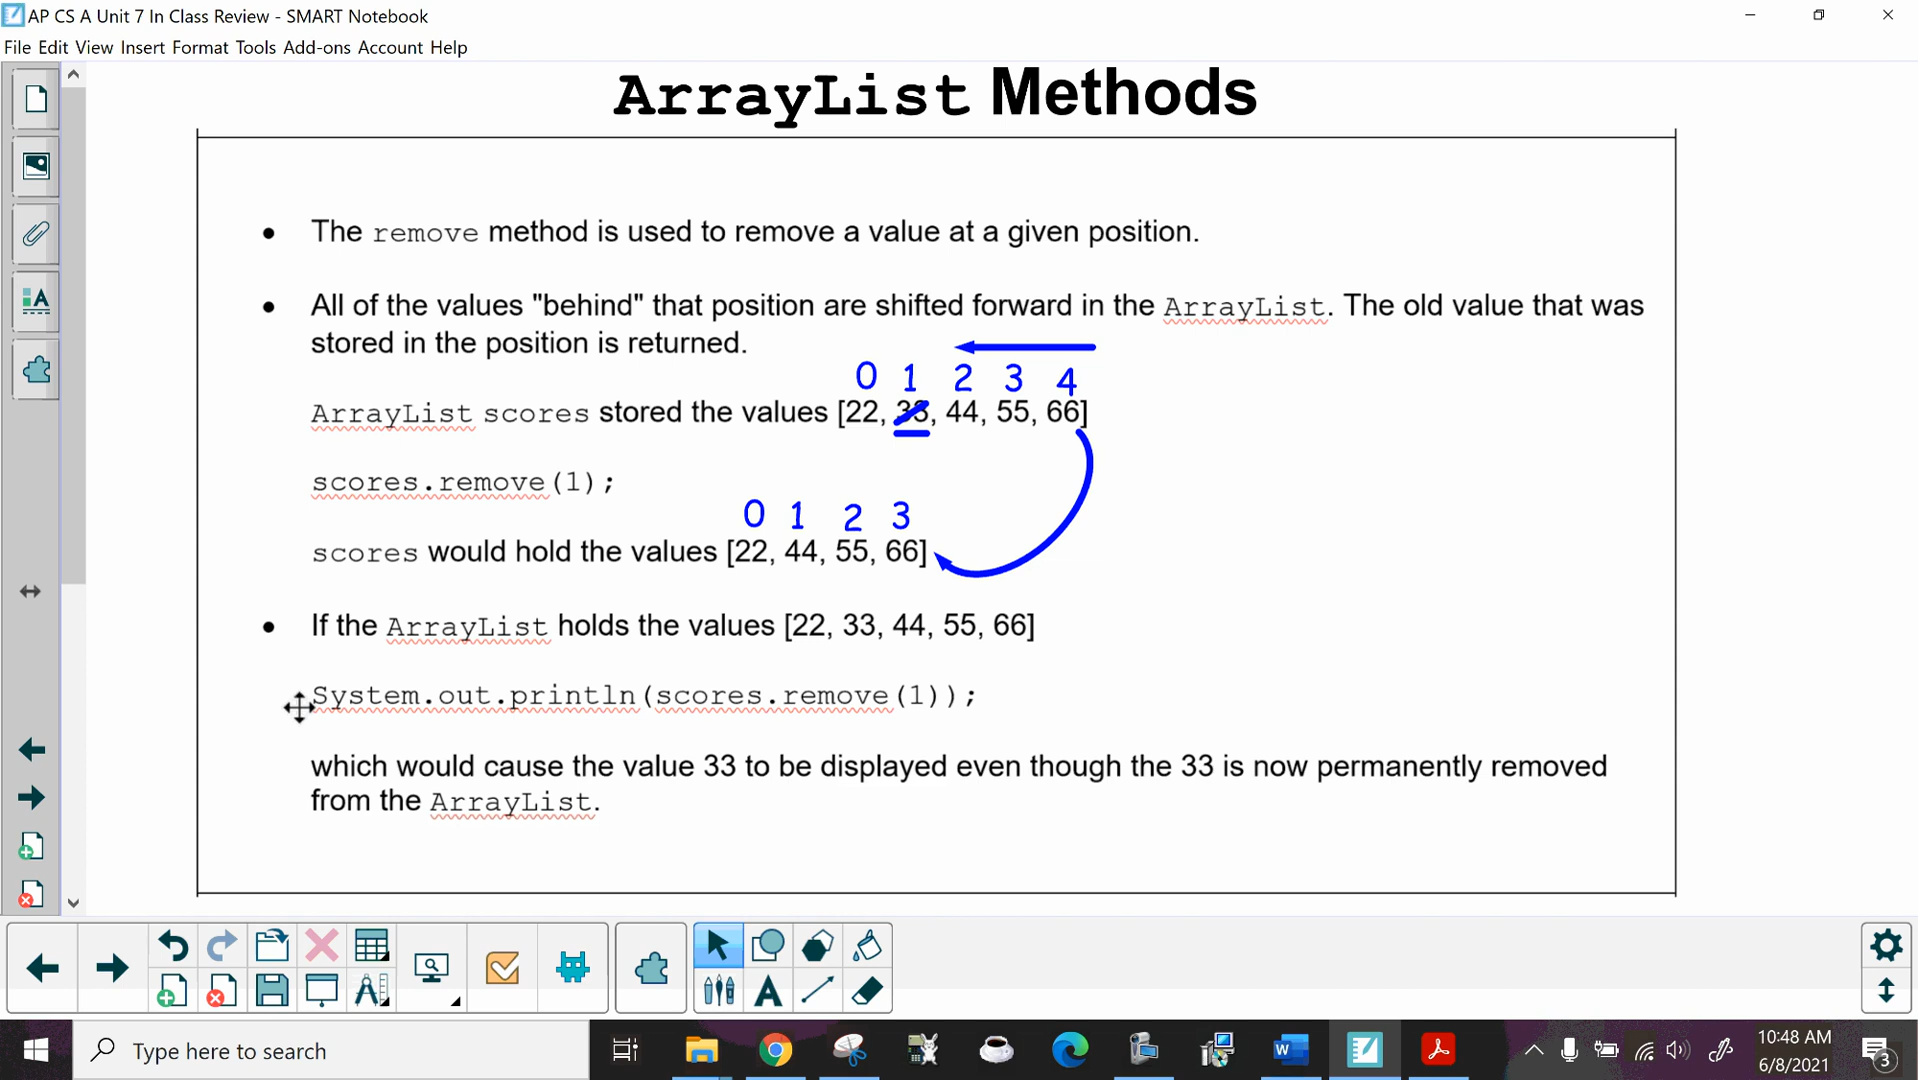 AP CS A Unit 7 In Class Review - SMART Notebook
File Edit View Insert Format Tools Add-ons Account Help
ArrayList Methods
• The remove method is used to remove a value at a given position.
• All of the values "behind" that position are shifted forward in the ArrayList. The old value that was
stored in the position is returned.
0 1 2 3 4
ArrayList scores stored the values [22, 33, 44, 55, 66]
scores.remove(1);
0 1 2 3
scores would hold the values [22, 44, 55, 66]
• If the ArrayList holds the values [22, 33, 44, 55, 66]
System.out.println(scores.remove(1));
which would cause the value 33 to be displayed even though the 33 is now permanently removed
from the ArrayList.
Type here to search
10:48 AM
6/8/2021
3